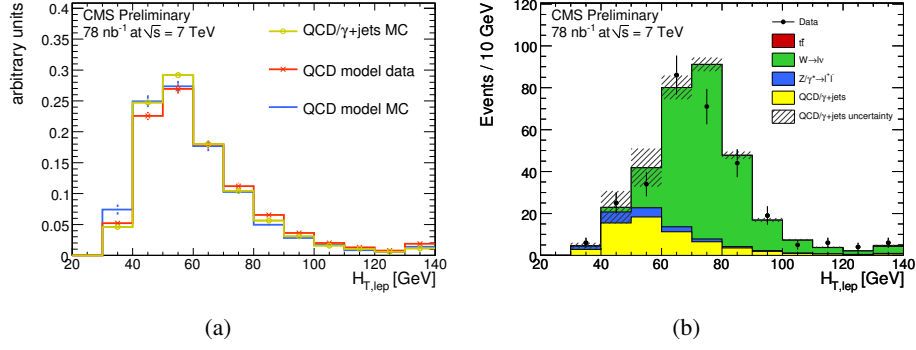 CMS Preliminary
78 nb⁻¹ at √s = 7 TeV
arbitrary units
QCD/γ+jets MC
QCD model data
QCD model MC
0.4
0.35
0.3
0.25
0.2
0.15
0.1
0.05
0
20 40 60 80 100 120 140
H_T,lep [GeV]
(a)
CMS Preliminary
78 nb⁻¹ at √s = 7 TeV
Events / 10 GeV
Data
tt̄
W→lν
Z/γ*→l⁺l⁻
QCD/γ+jets
QCD/γ+jets uncertainty
120
100
80
60
40
20
0
20 40 60 80 100 120 140
H_T,lep [GeV]
(b)